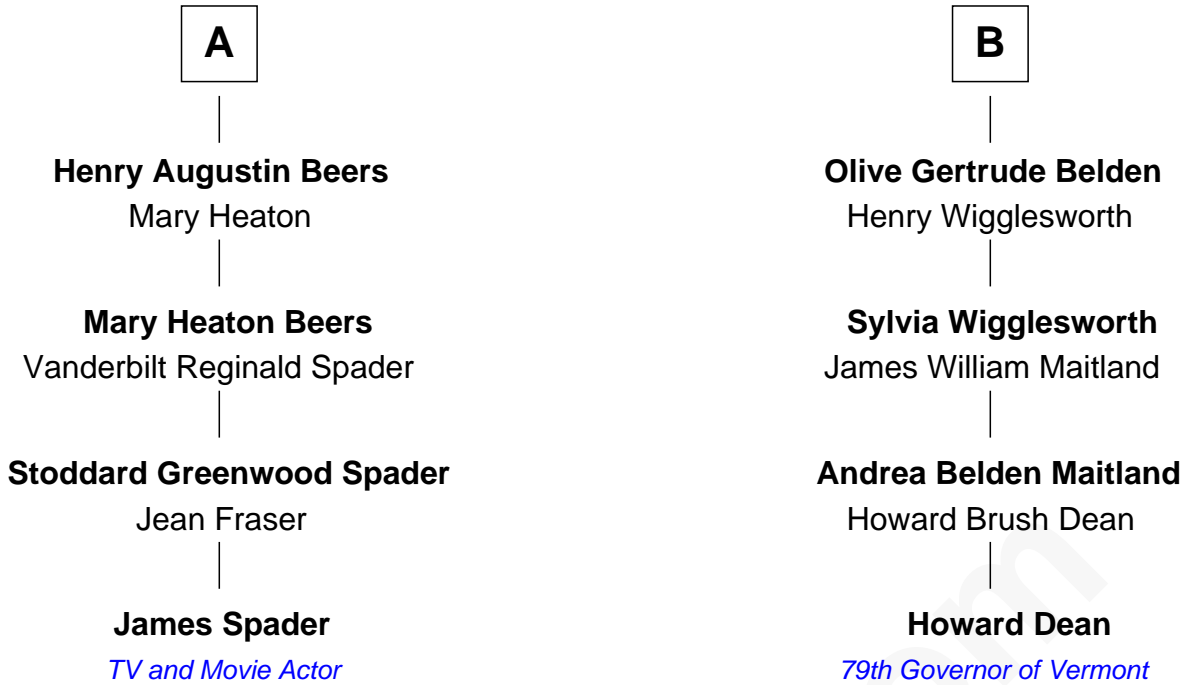 A
Henry Augustin Beers
Mary Heaton
Mary Heaton Beers
Vanderbilt Reginald Spader
Stoddard Greenwood Spader
Jean Fraser
James Spader
TV and Movie Actor
B
Olive Gertrude Belden
Henry Wigglesworth
Sylvia Wigglesworth
James William Maitland
Andrea Belden Maitland
Howard Brush Dean
Howard Dean
79th Governor of Vermont